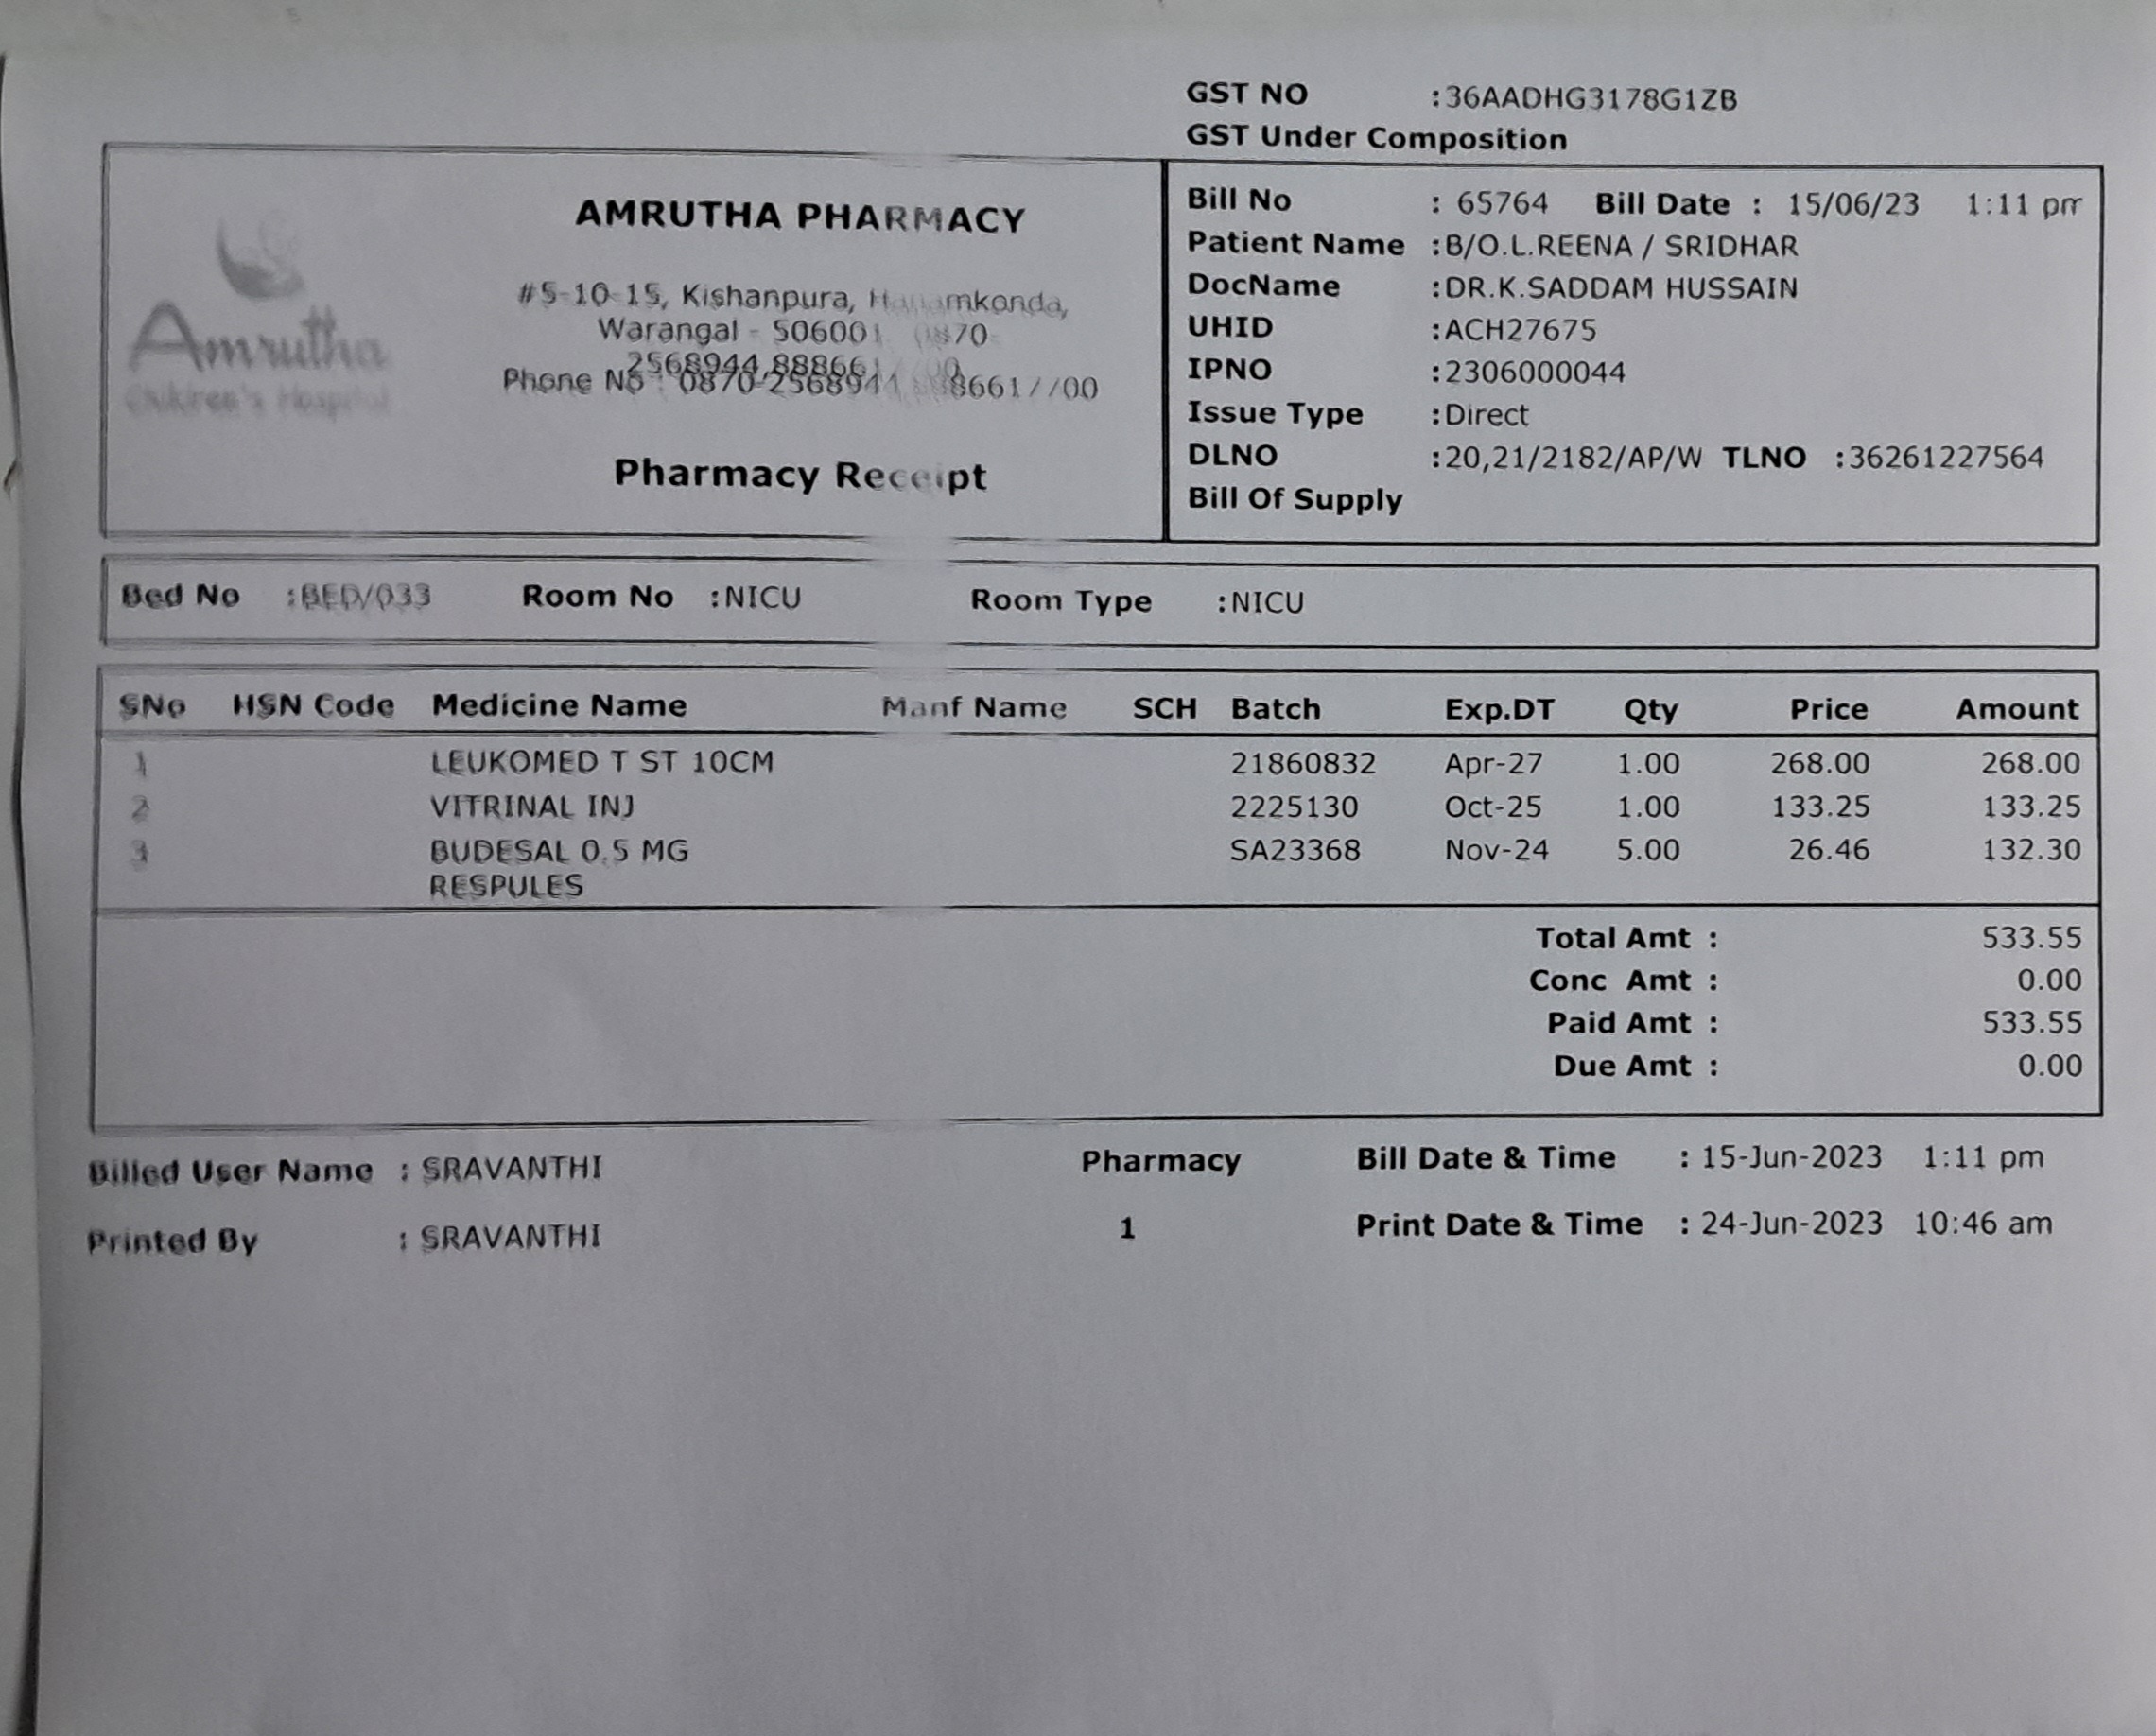 GST NO :36AADHG3178G1ZB
GST Under Composition
Amrutha
Children's Hospital
AMRUTHA PHARMACY
#5-10-15, Kishanpura, Hanamkonda,
Warangal - 506001 0870-
2568944,88866
Phone No : 0870-2568944
Pharmacy Receipt
Bill No : 65764 Bill Date : 15/06/23 1:11 pm
Patient Name :B/O.L.REENA / SRIDHAR
DocName :DR.K.SADDAM HUSSAIN
UHID :ACH27675
IPNO :2306000044
Issue Type :Direct
DLNO :20,21/2182/AP/W TLNO :36261227564
Bill Of Supply
Bed No :BED/033 Room No :NICU Room Type :NICU
SNo HSN Code Medicine Name Manf Name SCH Batch Exp.DT Qty Price Amount
1 LEUKOMED T ST 10CM 21860832 Apr-27 1.00 268.00 268.00
2 VITRINAL INJ 2225130 Oct-25 1.00 133.25 133.25
3 BUDESAL 0.5 MG SA23368 Nov-24 5.00 26.46 132.30
RESPULES
Total Amt : 533.55
Conc Amt : 0.00
Paid Amt : 533.55
Due Amt : 0.00
Billed User Name : SRAVANTHI Pharmacy Bill Date & Time : 15-Jun-2023 1:11 pm
Printed By : SRAVANTHI 1 Print Date & Time : 24-Jun-2023 10:46 am